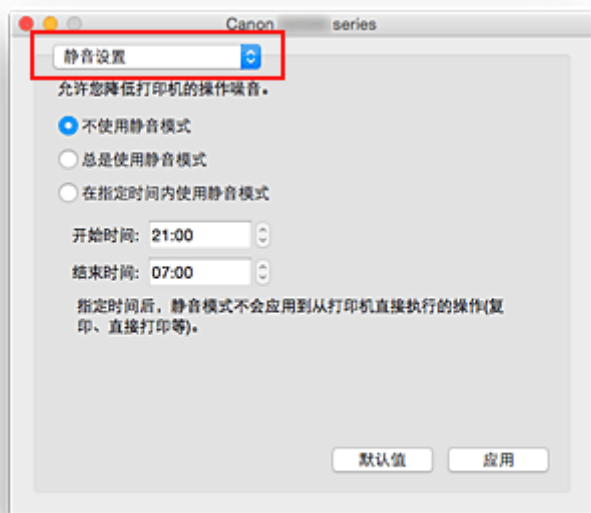 Canon series
静音设置
允许您降低打印机的操作噪音。
不使用静音模式
总是使用静音模式
在指定时间内使用静音模式
开始时间: 21:00
结束时间: 07:00
指定时间后，静音模式不会应用到从打印机直接执行的操作(复
印、直接打印等)。
默认值 应用